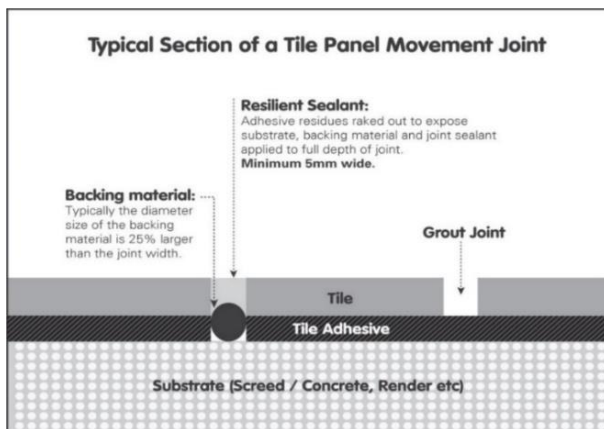 Typical Section of a Tile Panel Movement Joint
Resilient Sealant:
Adhesive residues raked out to expose
substrate, backing material and joint sealant
applied to full depth of joint.
Minimum 5mm wide.
Backing material:
Typically the diameter
size of the backing
material is 25% larger
than the joint width.
Grout Joint
Tile
Tile Adhesive
Substrate (Screed / Concrete, Render etc)